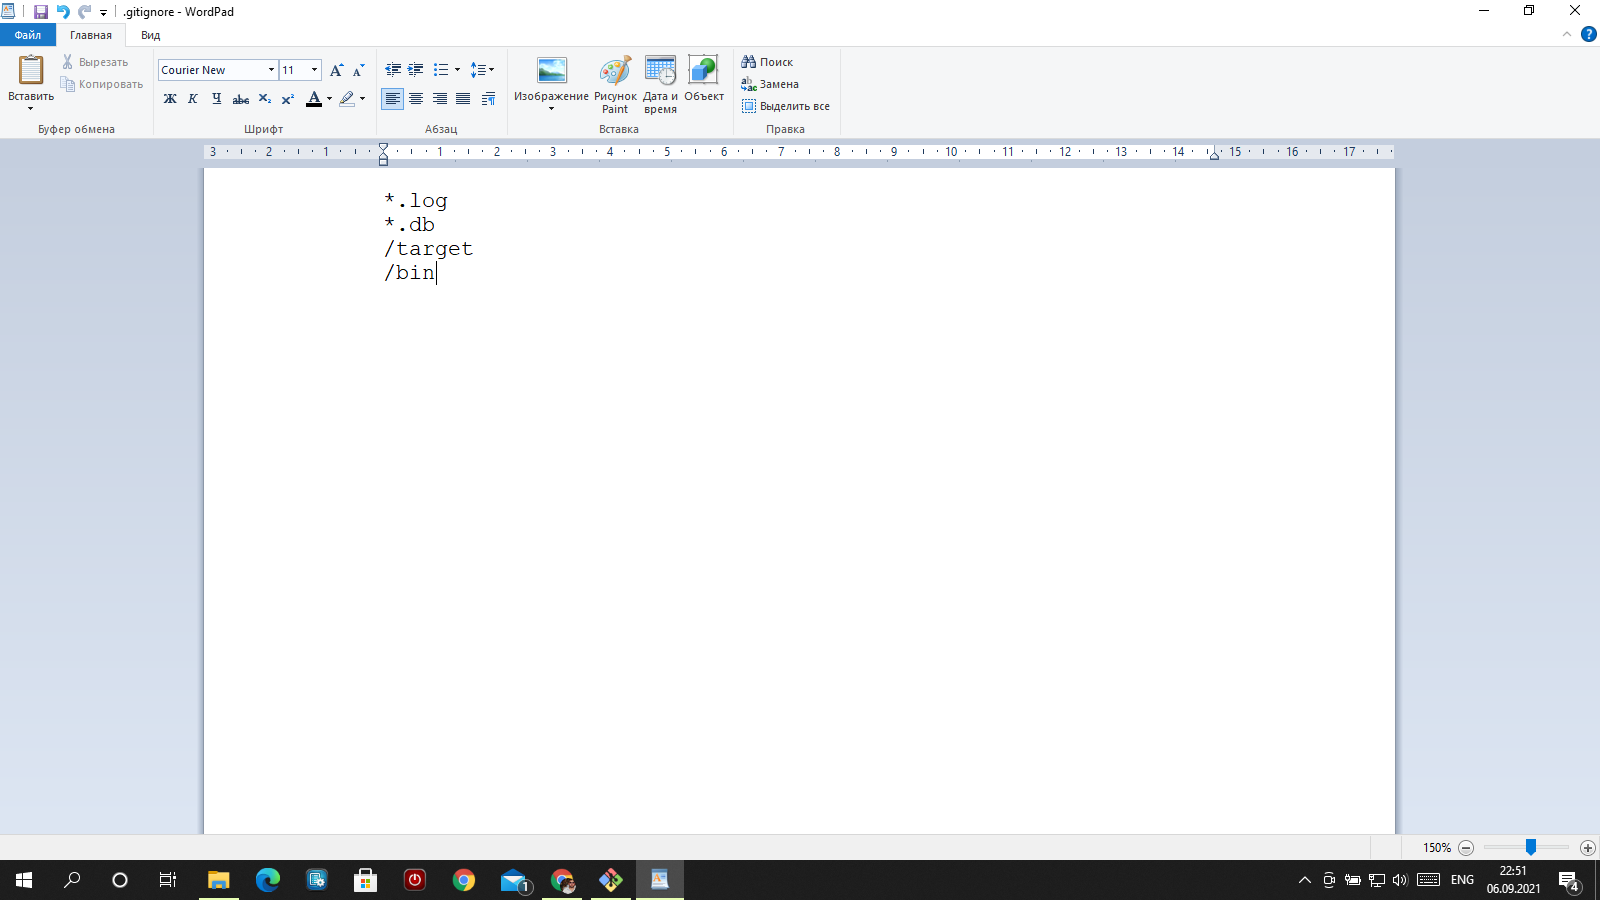 .gitignore - WordPad
Файл Главная Вид
Вставить
Вырезать
Копировать
Буфер обмена
Courier New 11
Ж К Ч abc X₂ X²
Шрифт
Абзац
Изображение
Рисунок Paint
Дата и время
Объект
Вставка
Поиск
Замена
Выделить все
Правка
3 2 1 1 2 3 4 5 6 7 8 9 10 11 12 13 14 15 16 17
*.log
*.db
/target
/bin
150%
1
ENG
22:51
06.09.2021
4